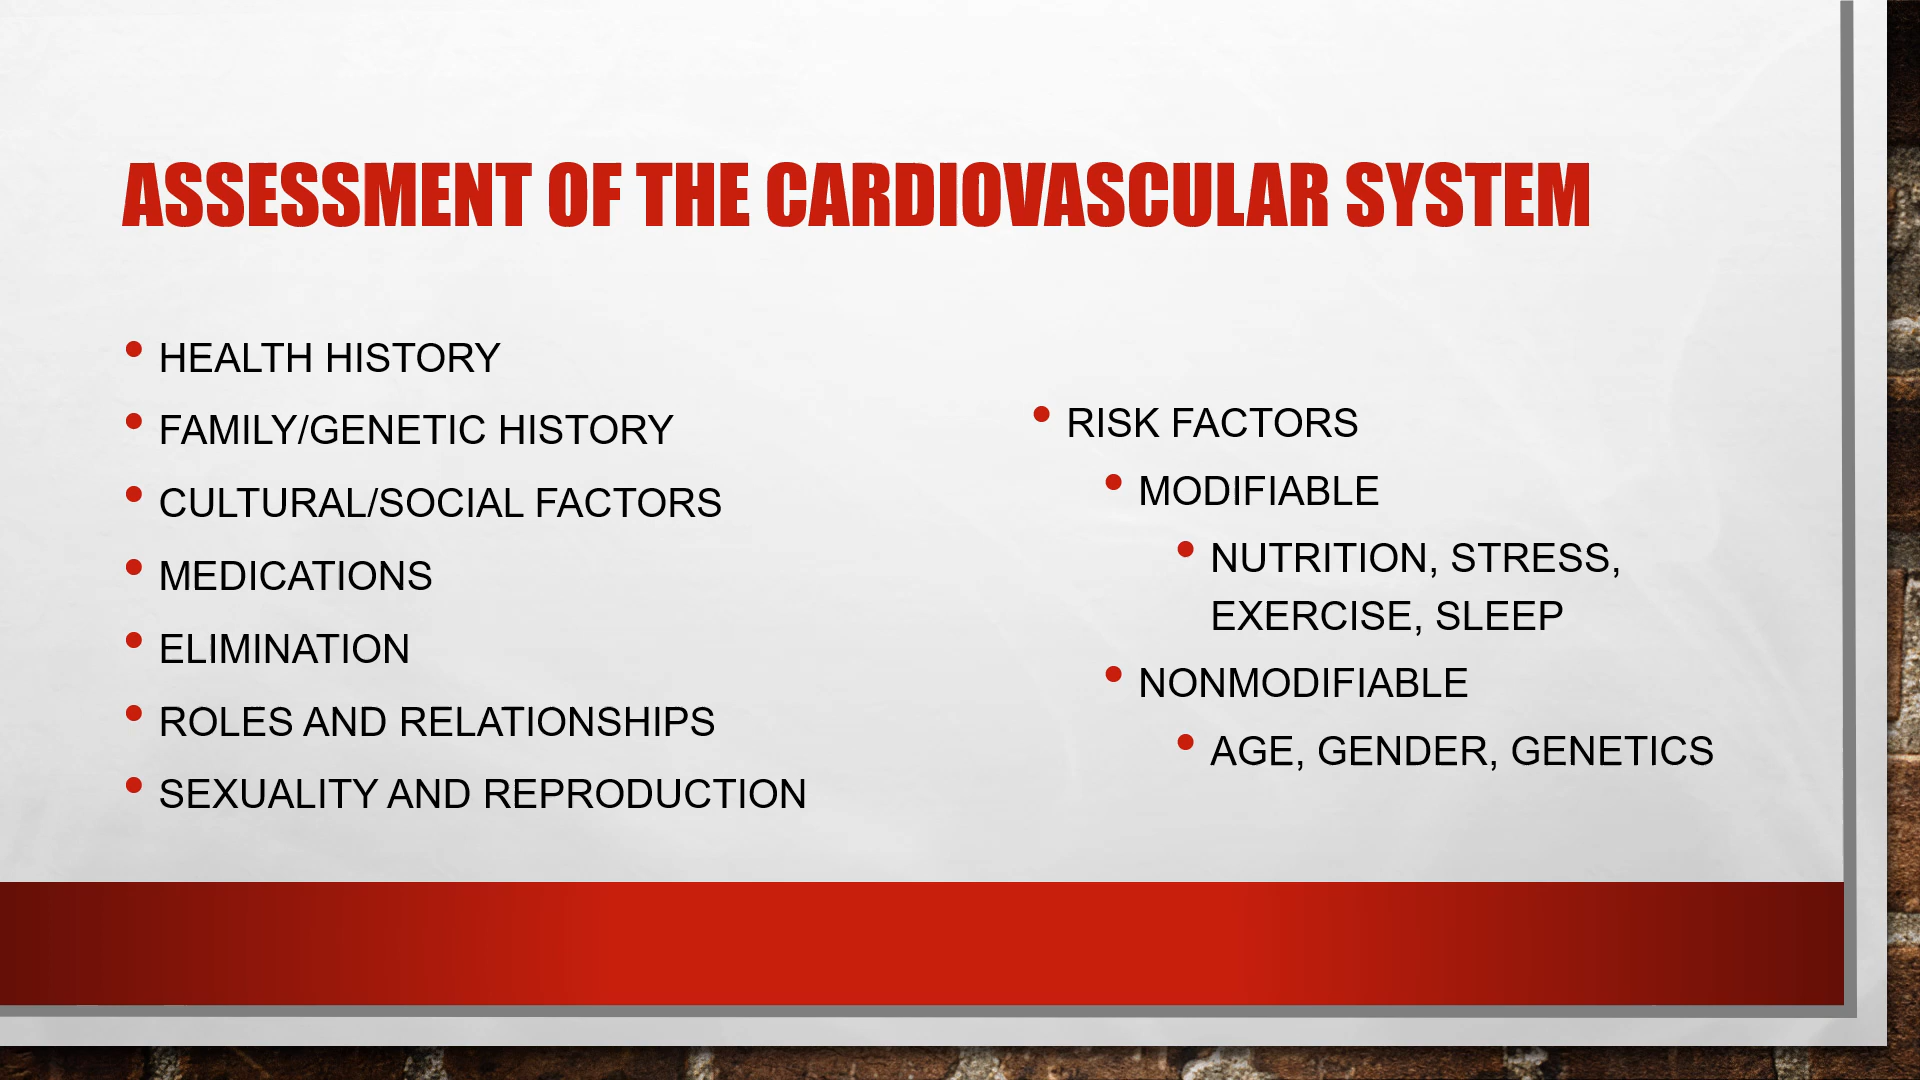 ASSESSMENT OF THE CARDIOVASCULAR SYSTEM
• HEALTH HISTORY
• FAMILY/GENETIC HISTORY
• CULTURAL/SOCIAL FACTORS
• MEDICATIONS
• ELIMINATION
• ROLES AND RELATIONSHIPS
• SEXUALITY AND REPRODUCTION
• RISK FACTORS
• MODIFIABLE
• NUTRITION, STRESS,
EXERCISE, SLEEP
• NONMODIFIABLE
• AGE, GENDER, GENETICS